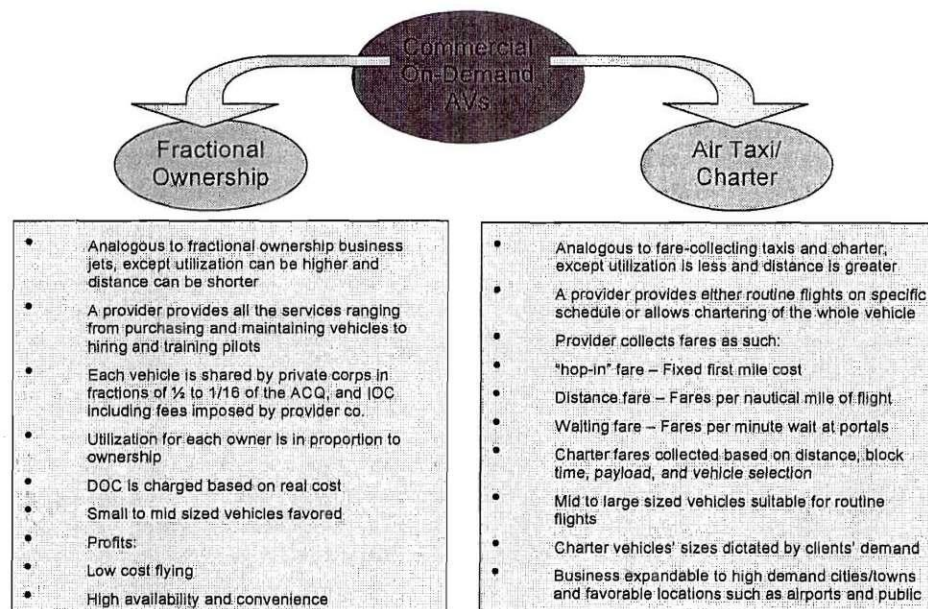 Commercial
On-Demand
AVs
Fractional
Ownership
Air Taxi/
Charter
• Analogous to fractional ownership business
jets, except utilization can be higher and
distance can be shorter
• A provider provides all the services ranging
from purchasing and maintaining vehicles to
hiring and training pilots
• Each vehicle is shared by private corps in
fractions of ½ to 1/16 of the ACQ, and IOC
including fees imposed by provider co.
• Utilization for each owner is in proportion to
ownership
• DOC is charged based on real cost
• Small to mid sized vehicles favored
• Profits:
• Low cost flying
• High availability and convenience
• Analogous to fare-collecting taxis and charter,
except utilization is less and distance is greater
• A provider provides either routine flights on specific
schedule or allows chartering of the whole vehicle
• Provider collects fares as such:
• "hop-in" fare – Fixed first mile cost
• Distance fare – Fares per nautical mile of flight
• Waiting fare – Fares per minute wait at portals
• Charter fares collected based on distance, block
time, payload, and vehicle selection
• Mid to large sized vehicles suitable for routine
flights
• Charter vehicles' sizes dictated by clients' demand
• Business expandable to high demand cities/towns
and favorable locations such as airports and public